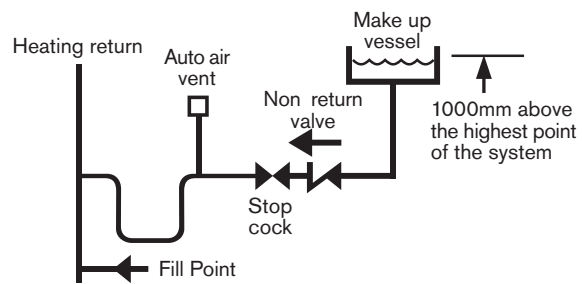 Heating return
Auto air
vent
Non return
valve
Make up
vessel
1000mm above
the highest point
of the system
Stop
cock
Fill Point